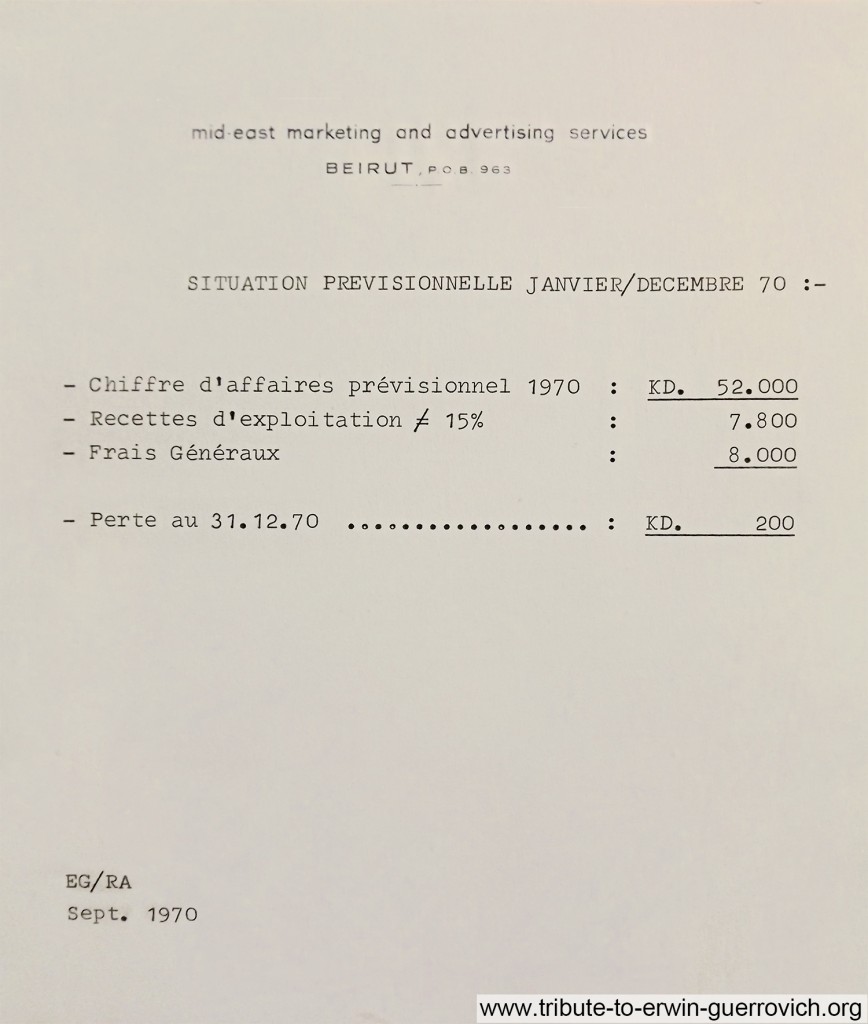 mid-east marketing and advertising services
BEIRUT, P.O.B. 963
SITUATION PREVISIONNELLE JANVIER/DECEMBRE 70 :-
- Chiffre d'affaires prévisionnel 1970 : KD. 52.000
- Recettes d'exploitation ≠ 15% : 7.800
- Frais Généraux : 8.000
- Perte au 31.12.70 .................. : KD. 200
EG/RA
Sept. 1970
www.tribute-to-erwin-guerrovich.org